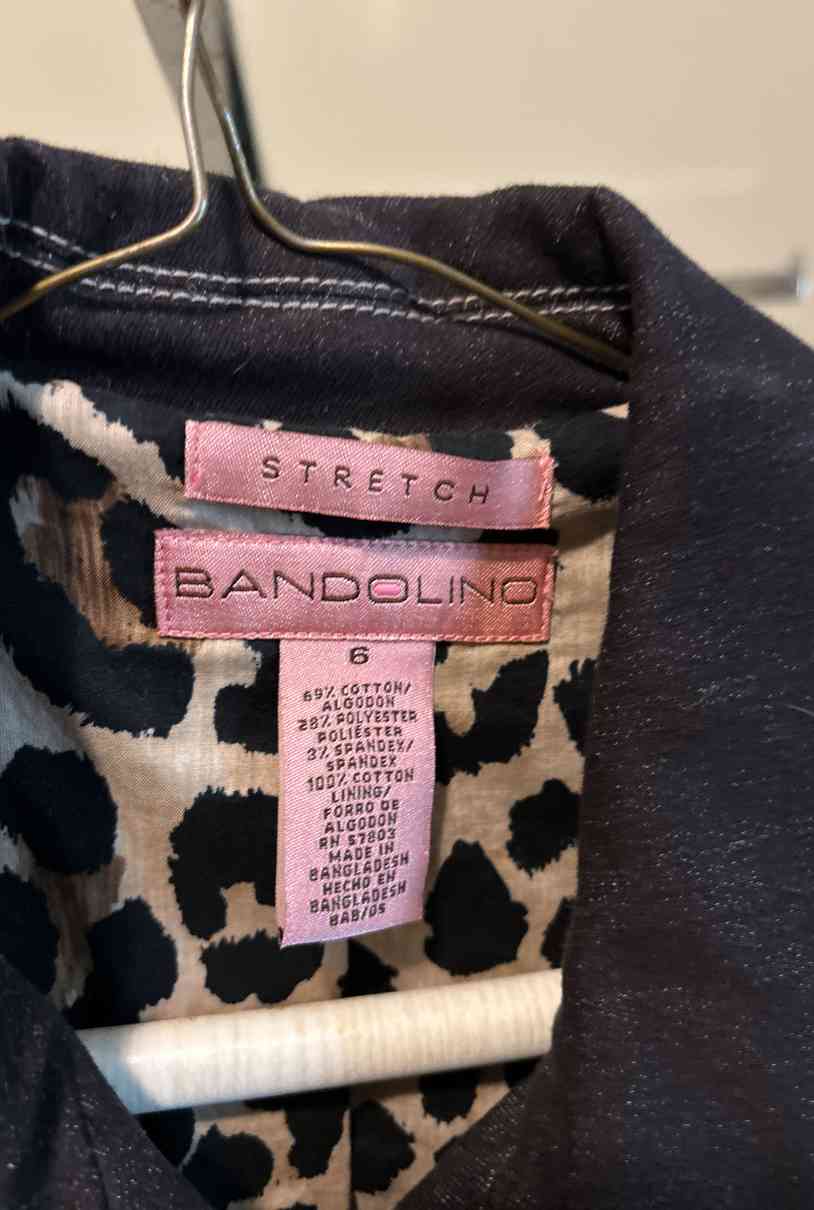 STRETCH
BANDOLINO
6
69% COTTON/
ALGODON
28% POLYESTER
POLIÉSTER
3% SPANDEX/
SPANDEX
100% COTTON
LINING/
FORRO DE
ALGODON
RN 57803
MADE IN
BANGLADESH
HECHO EN
BANGLADESH
BAB/DS